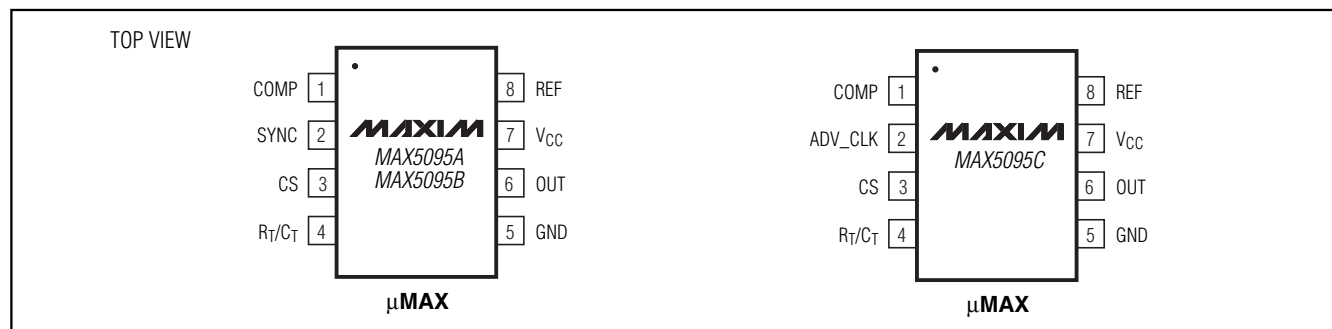 TOP VIEW
COMP 1
SYNC 2
CS 3
RT/CT 4
MAXIM
MAX5095A
MAX5095B
8 REF
7 VCC
6 OUT
5 GND
µMAX
COMP 1
ADV_CLK 2
CS 3
RT/CT 4
MAXIM
MAX5095C
8 REF
7 VCC
6 OUT
5 GND
µMAX